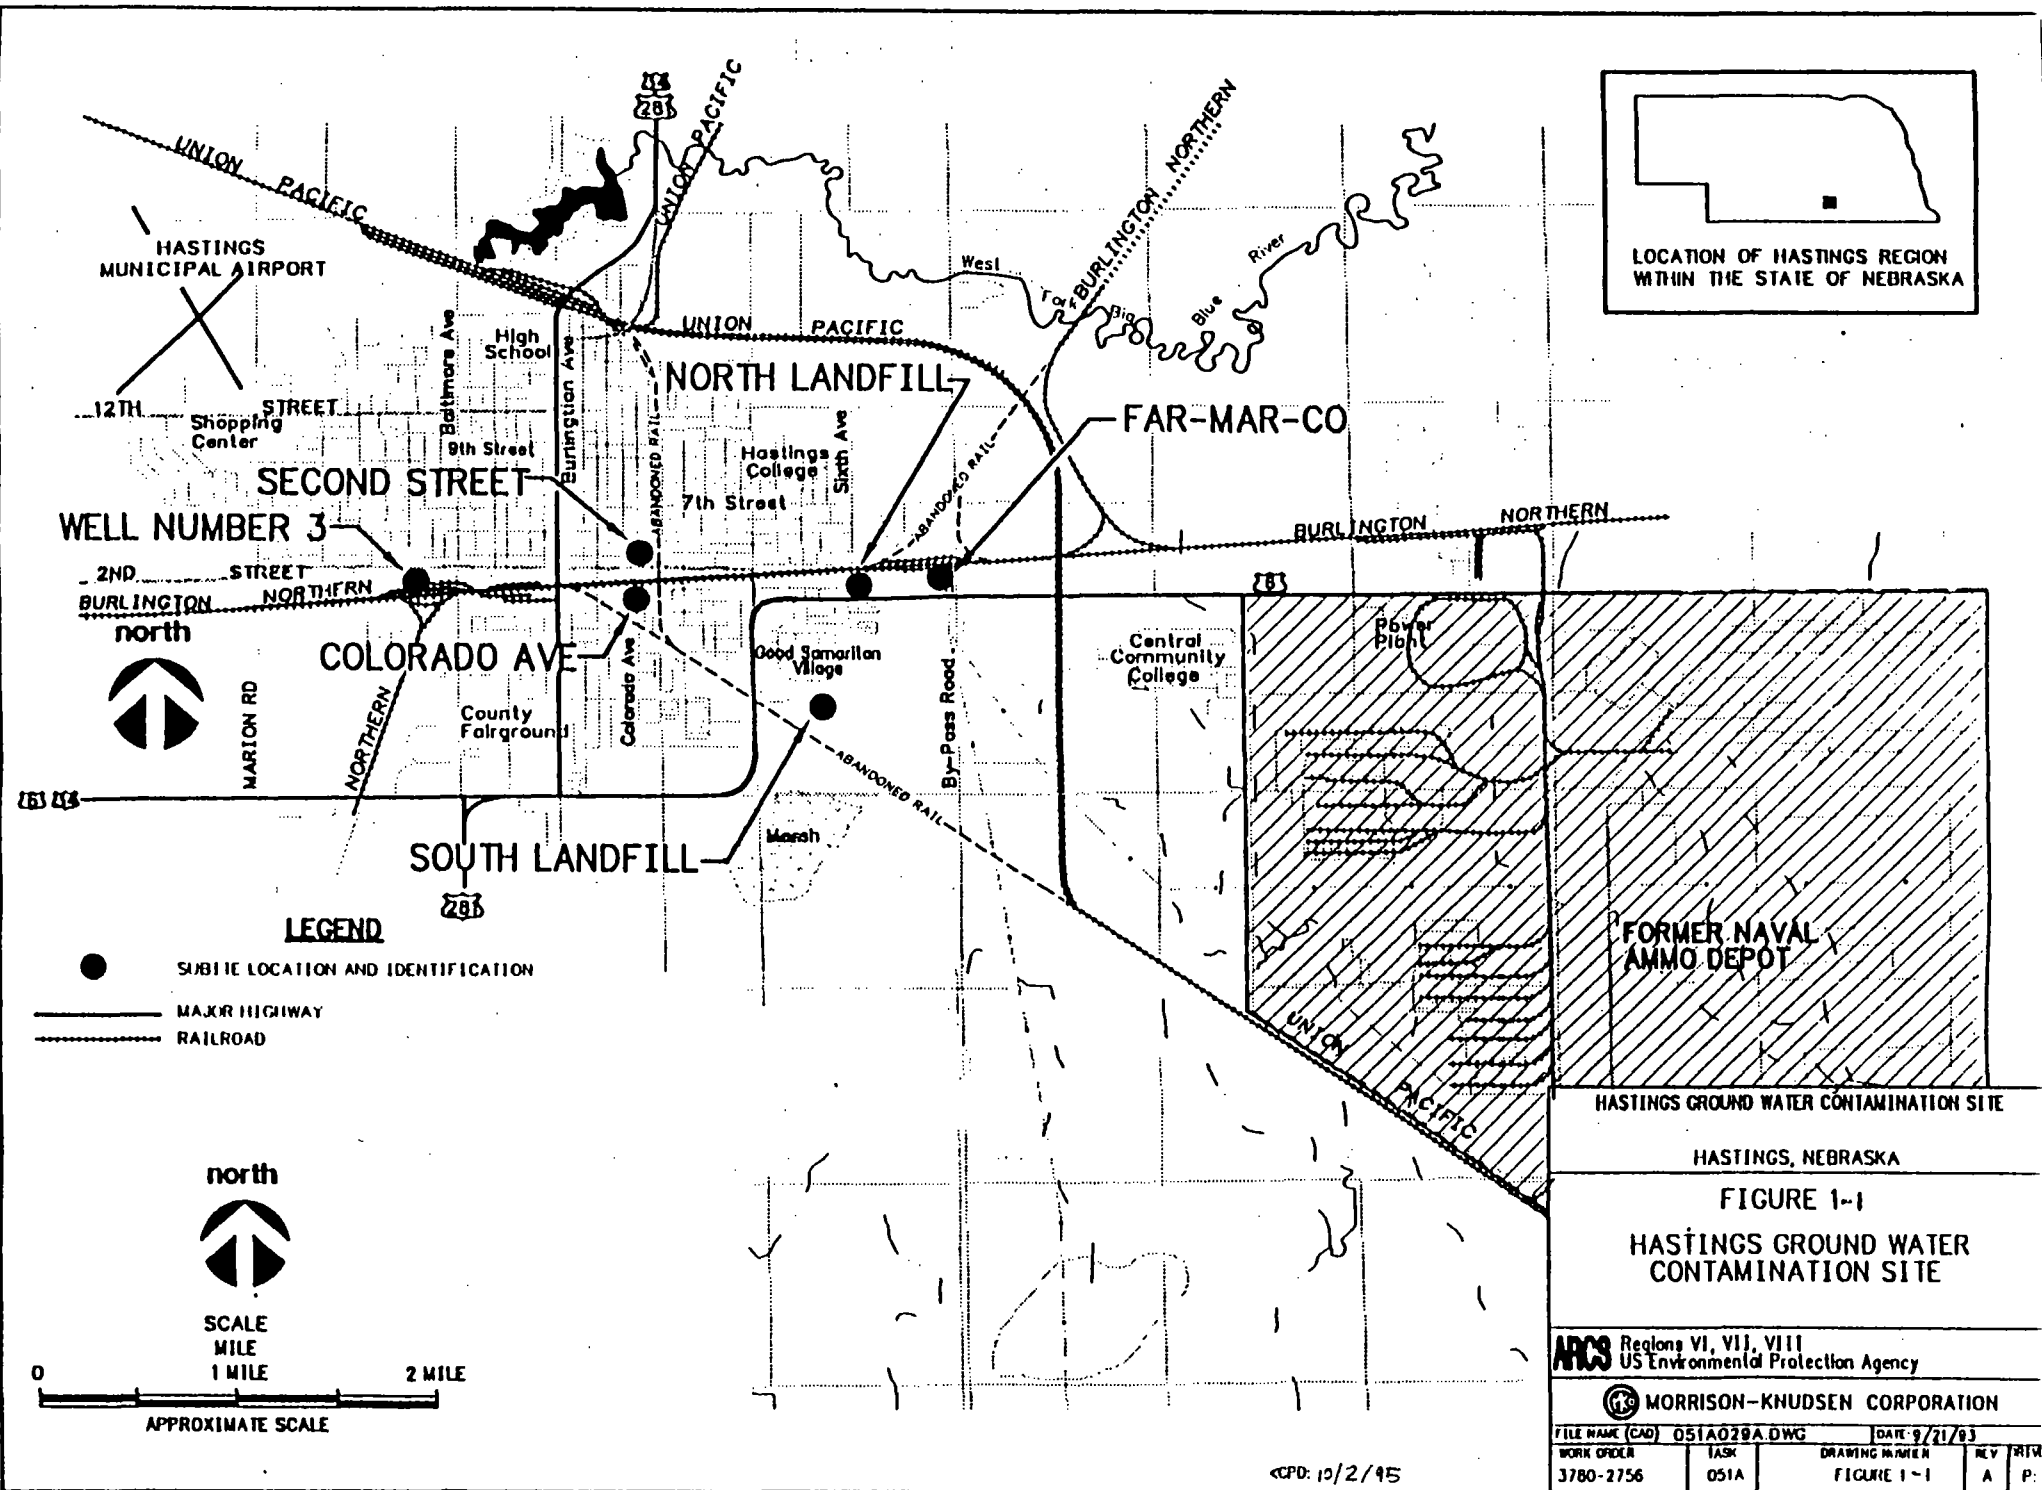 14
281
UNION PACIFIC
UNION PACIFIC
BURLINGTON NORTHERN
HASTINGS
MUNICIPAL AIRPORT
LOCATION OF HASTINGS REGION
WITHIN THE STATE OF NEBRASKA
West
Fork
Big
Blue
River
UNION PACIFIC
High
School
Baltimore Ave
Burlington Ave
NORTH LANDFILL
FAR-MAR-CO
12TH STREET
Shopping
Center
9th Street
ABANDONED RAIL
Hastings
College
Sixth Ave
7th Street
ABANDONED RAIL
SECOND STREET
WELL NUMBER 3
BURLINGTON NORTHERN
2ND STREET
BURLINGTON NORTHERN
6
north
COLORADO AVE
Good Samaritan
Village
Central
Community
College
Power
Plant
MARION RD
NORTHERN
County
Fairground
Colorado Ave
By-Pass Road
ABANDONED RAIL
6
Marsh
SOUTH LANDFILL
281
FORMER NAVAL
AMMO DEPOT
UNION PACIFIC
LEGEND
SUBSITE LOCATION AND IDENTIFICATION
MAJOR HIGHWAY
RAILROAD
north
SCALE
MILE
0 1 MILE 2 MILE
APPROXIMATE SCALE
HASTINGS GROUND WATER CONTAMINATION SITE
HASTINGS, NEBRASKA
FIGURE 1-1
HASTINGS GROUND WATER
CONTAMINATION SITE
ARCS Regions VI, VII, VIII
US Environmental Protection Agency
MORRISON-KNUDSEN CORPORATION
FILE NAME (CAD) 051A029A.DWG DATE 9/21/93
WORK ORDER TASK DRAWING NUMBER REV
3780-2756 051A FIGURE 1-1 A P:
CPD: 10/2/95